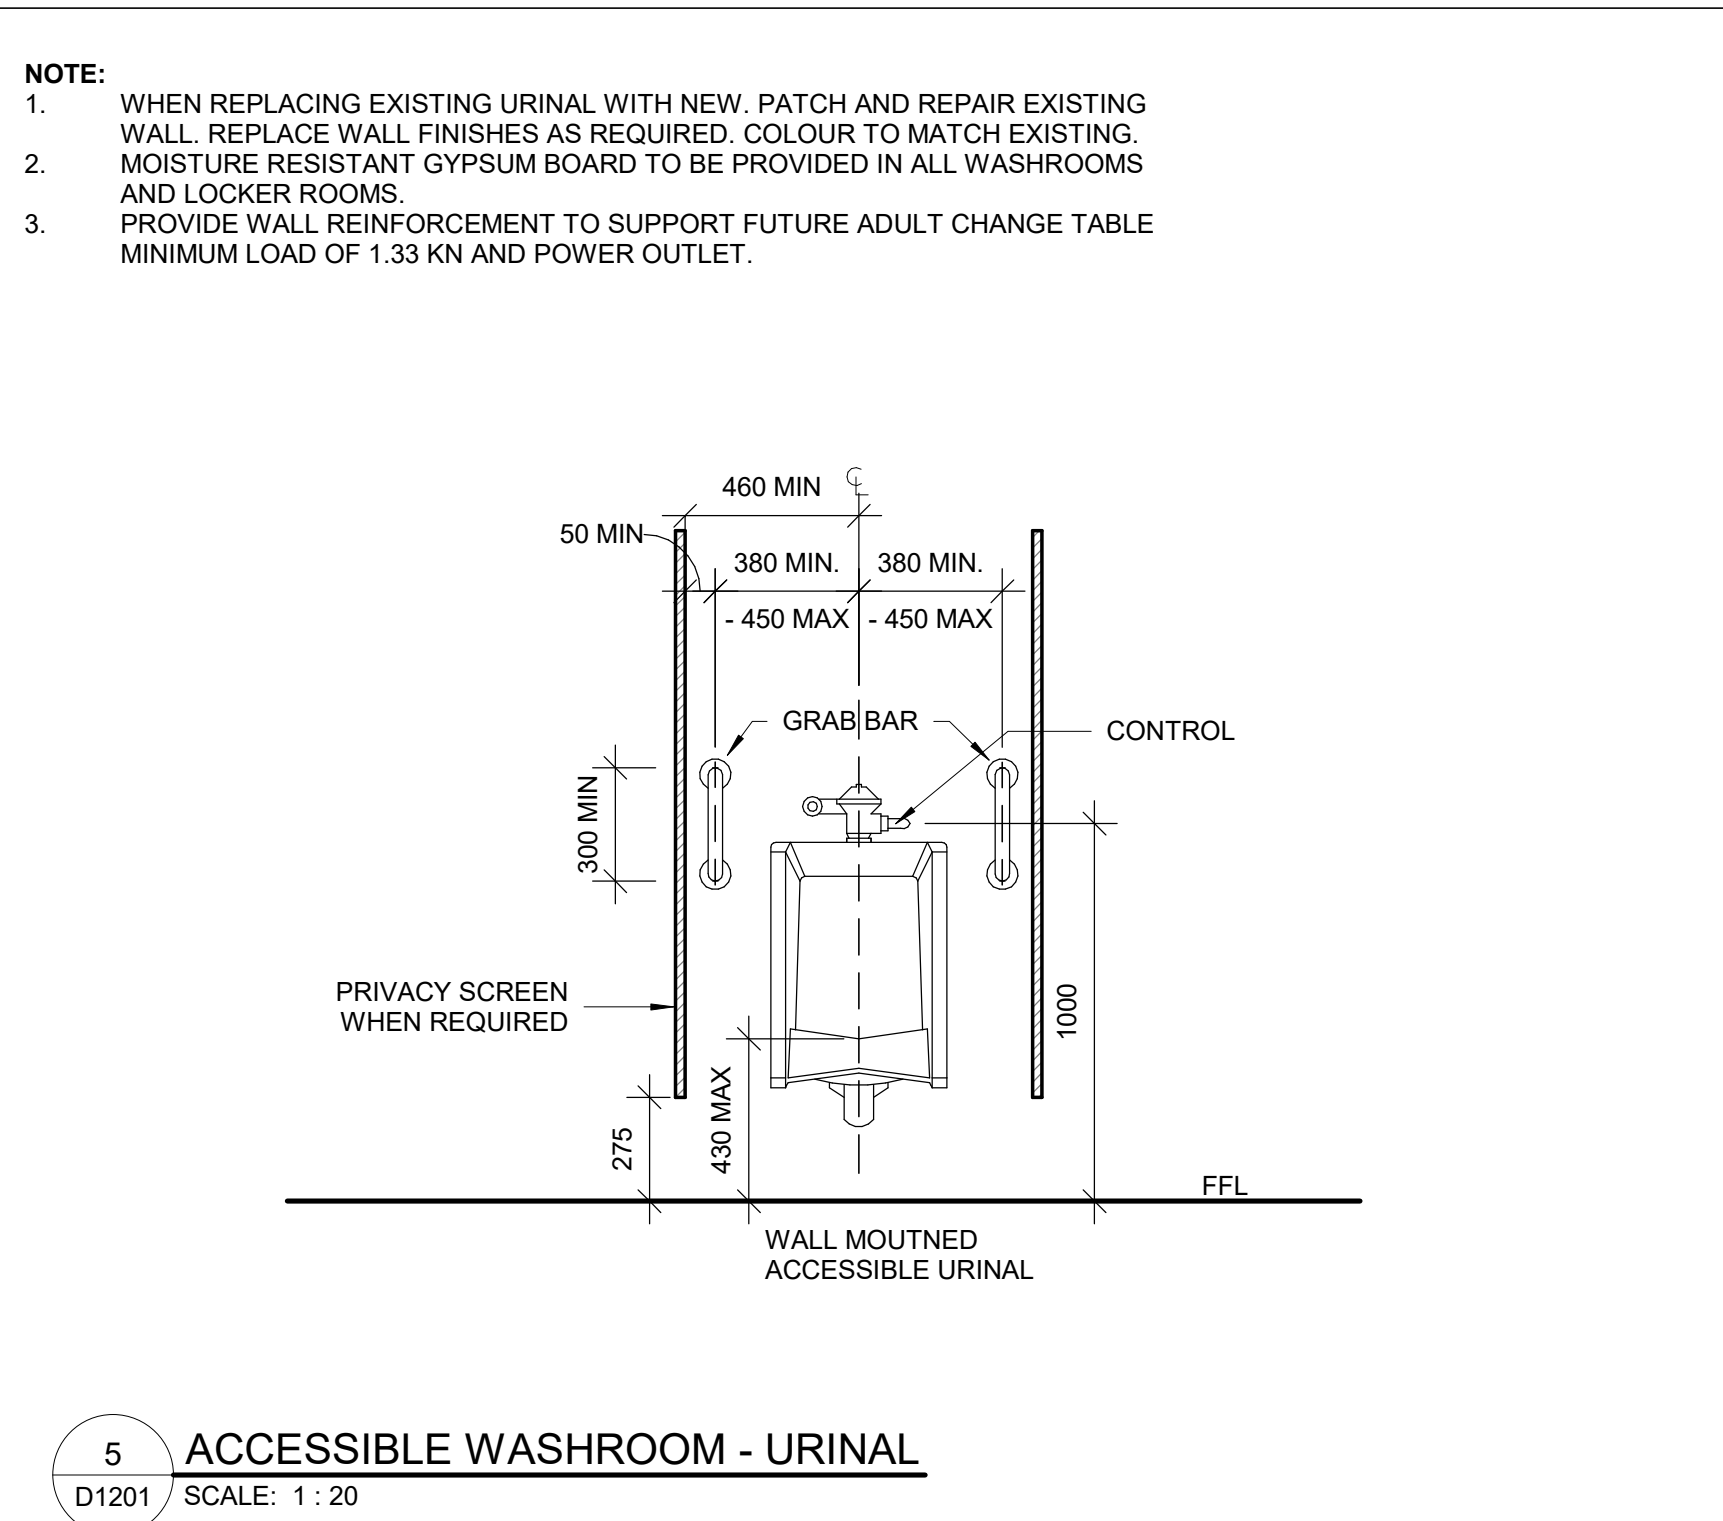 NOTE:
1. WHEN REPLACING EXISTING URINAL WITH NEW. PATCH AND REPAIR EXISTING
WALL. REPLACE WALL FINISHES AS REQUIRED. COLOUR TO MATCH EXISTING.
2. MOISTURE RESISTANT GYPSUM BOARD TO BE PROVIDED IN ALL WASHROOMS
AND LOCKER ROOMS.
3. PROVIDE WALL REINFORCEMENT TO SUPPORT FUTURE ADULT CHANGE TABLE
MINIMUM LOAD OF 1.33 KN AND POWER OUTLET.
460 MIN
℄
50 MIN
380 MIN. 380 MIN.
- 450 MAX - 450 MAX
GRAB BAR
CONTROL
300 MIN
PRIVACY SCREEN
WHEN REQUIRED
1000
430 MAX
275
FFL
WALL MOUTNED
ACCESSIBLE URINAL
5
ACCESSIBLE WASHROOM - URINAL
D1201
SCALE: 1 : 20